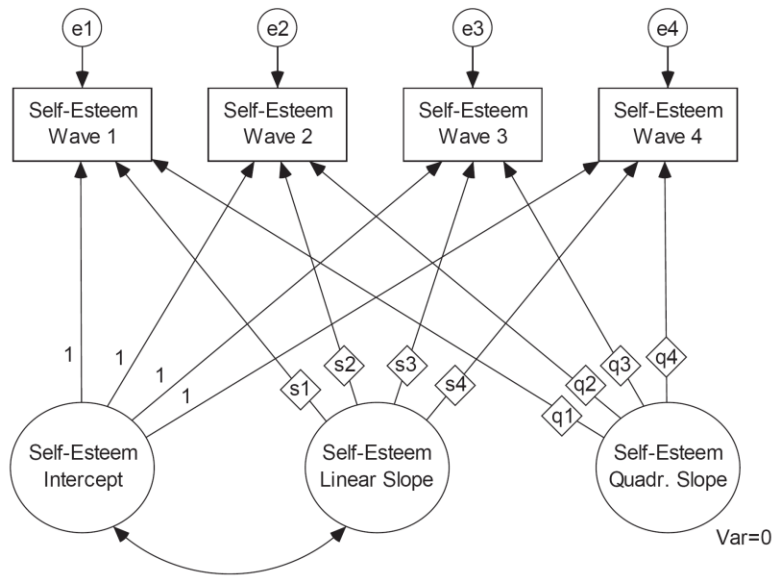 e1
e2
e3
e4
Self-Esteem
Wave 1
Self-Esteem
Wave 2
Self-Esteem
Wave 3
Self-Esteem
Wave 4
1
1
1
1
s1
s2
s3
s4
q1
q2
q3
q4
Self-Esteem
Intercept
Self-Esteem
Linear Slope
Self-Esteem
Quadr. Slope
Var=0